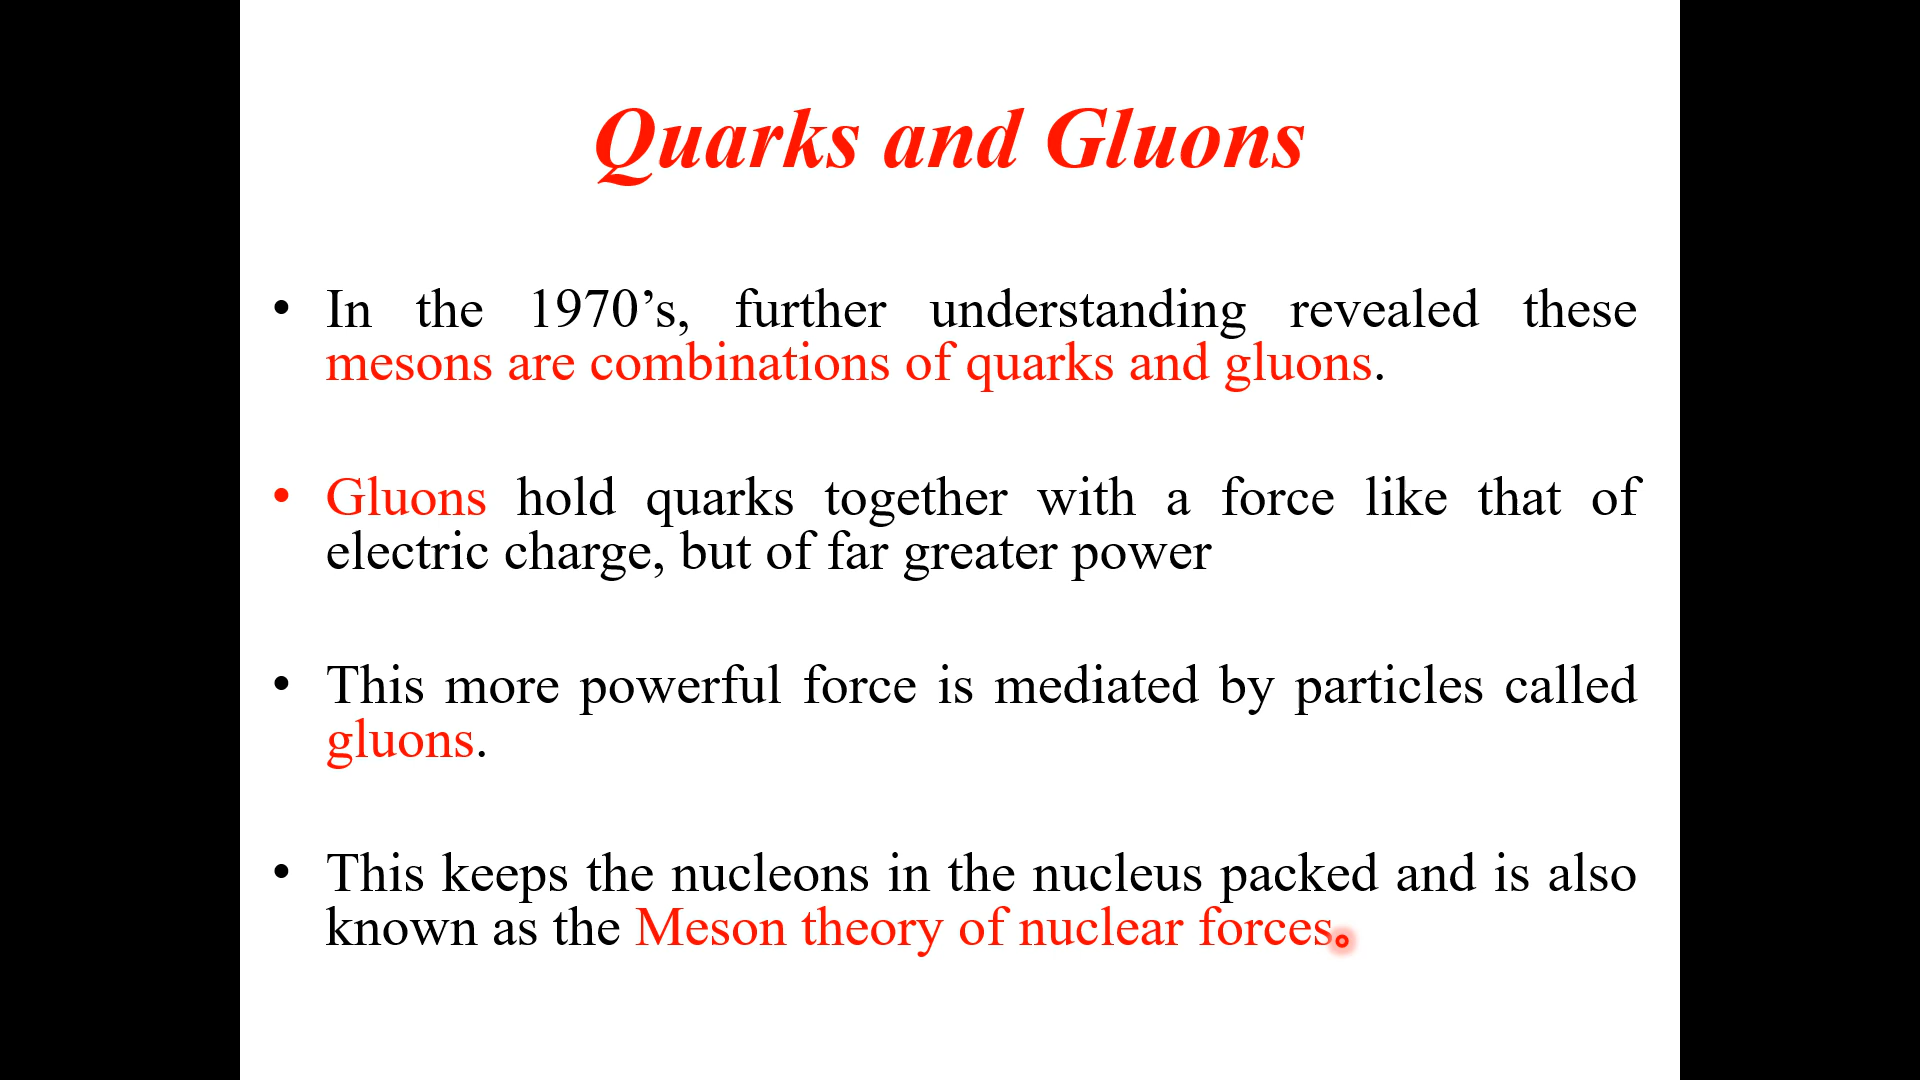 Quarks and Gluons
• In the 1970’s, further understanding revealed these
mesons are combinations of quarks and gluons.
• Gluons hold quarks together with a force like that of
electric charge, but of far greater power
• This more powerful force is mediated by particles called
gluons.
• This keeps the nucleons in the nucleus packed and is also
known as the Meson theory of nuclear forces.